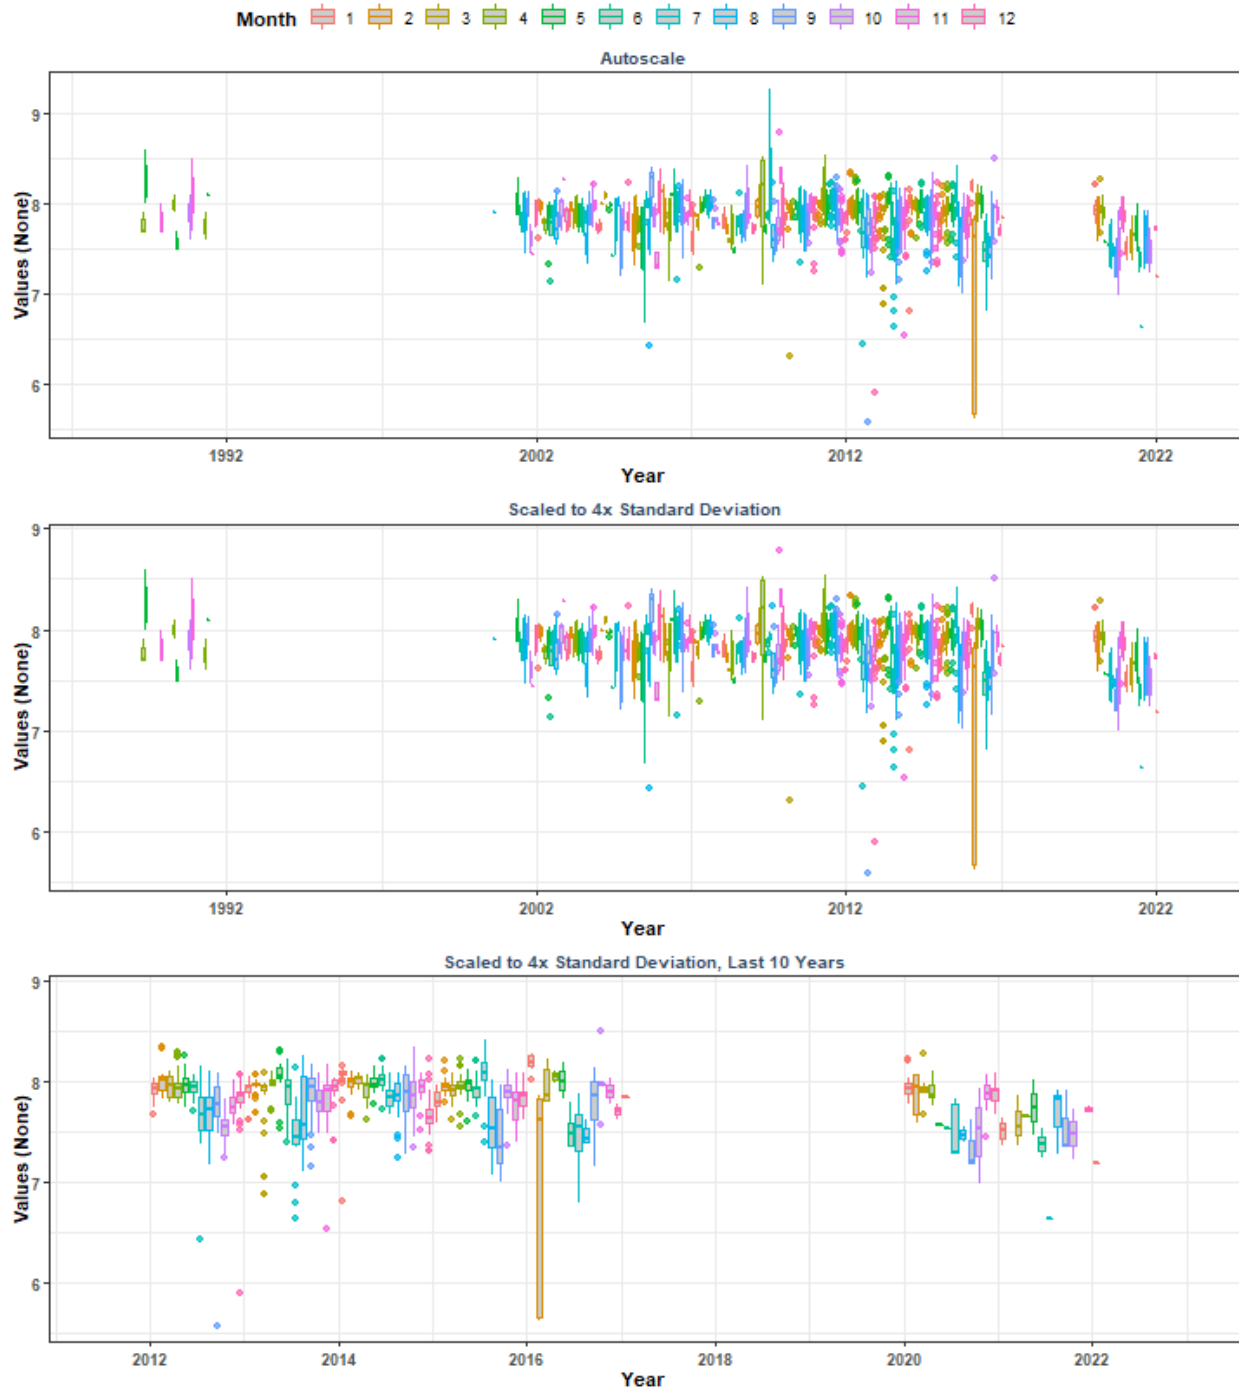 Month 1 2 3 4 5 6 7 8 9 10 11 12
Autoscale
9
8
7
6
Values (None)
1992 2002 2012 2022
Year
Scaled to 4x Standard Deviation
9
8
7
6
Values (None)
1992 2002 2012 2022
Year
Scaled to 4x Standard Deviation, Last 10 Years
9
8
7
6
Values (None)
2012 2014 2016 2018 2020 2022
Year